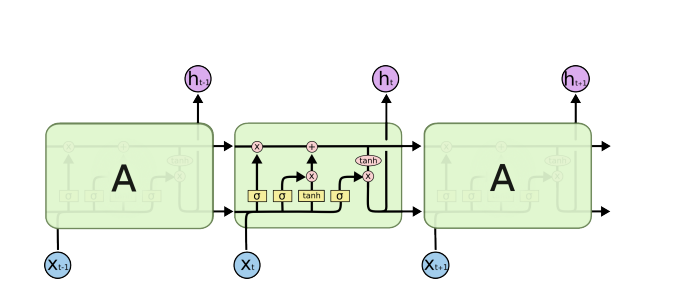 h t-1 h t h t+1
x + tanh
A x x A
σ σ tanh σ
x t-1 x t x t+1